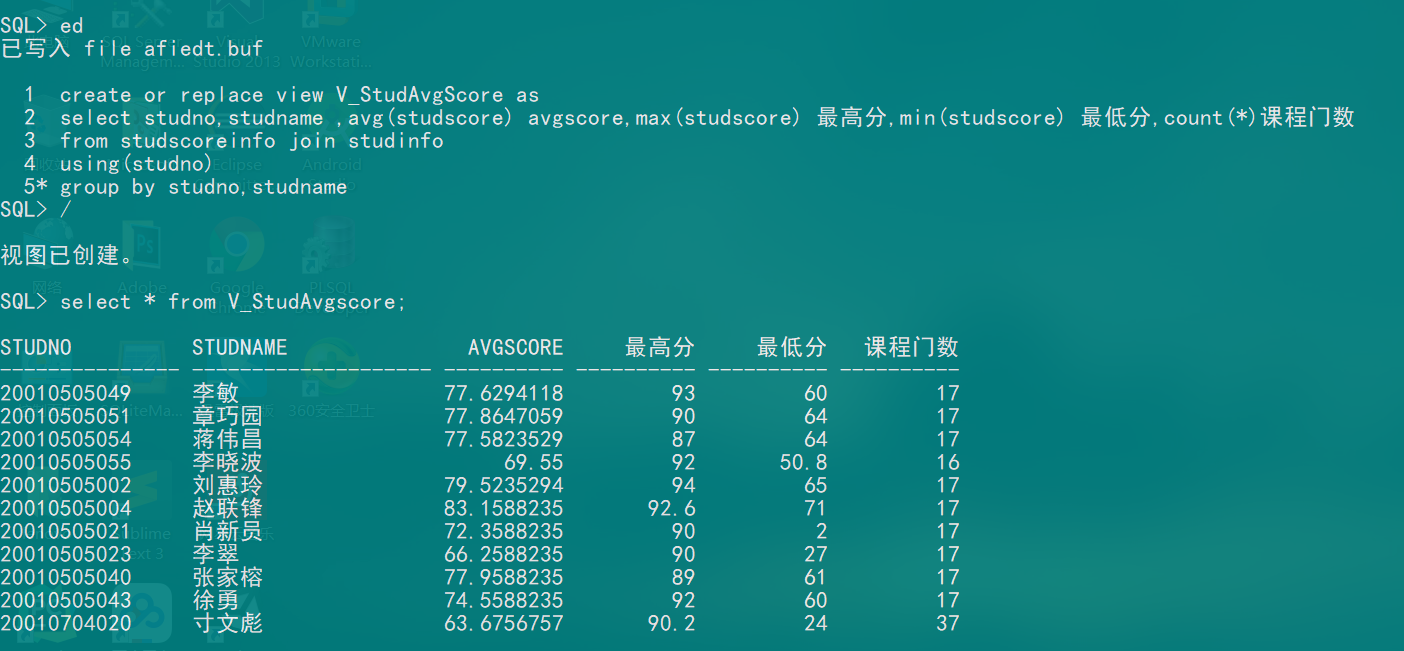 SQL> ed
已写入 file afiedt.buf
1 create or replace view V_StudAvgScore as
2 select studno,studname ,avg(studscore) avgscore,max(studscore) 最高分,min(studscore) 最低分,count(*)课程门数
3 from studscoreinfo join studinfo
4 using(studno)
5* group by studno,studname
SQL> /
视图已创建。
SQL> select * from V_StudAvgscore;
STUDNO STUDNAME AVGSCORE 最高分 最低分 课程门数
--------------- -------------------- ---------- ---------- ---------- ----------
20010505049 李敏 77.6294118 93 60 17
20010505051 章巧园 77.8647059 90 64 17
20010505054 蒋伟昌 77.5823529 87 64 17
20010505055 李晓波 69.55 92 50.8 16
20010505002 刘惠玲 79.5235294 94 65 17
20010505004 赵联锋 83.1588235 92.6 71 17
20010505021 肖新员 72.3588235 90 2 17
20010505023 李翠 66.2588235 90 27 17
20010505040 张家榕 77.9588235 89 61 17
20010505043 徐勇 74.5588235 92 60 17
20010704020 寸文彪 63.6756757 90.2 24 37